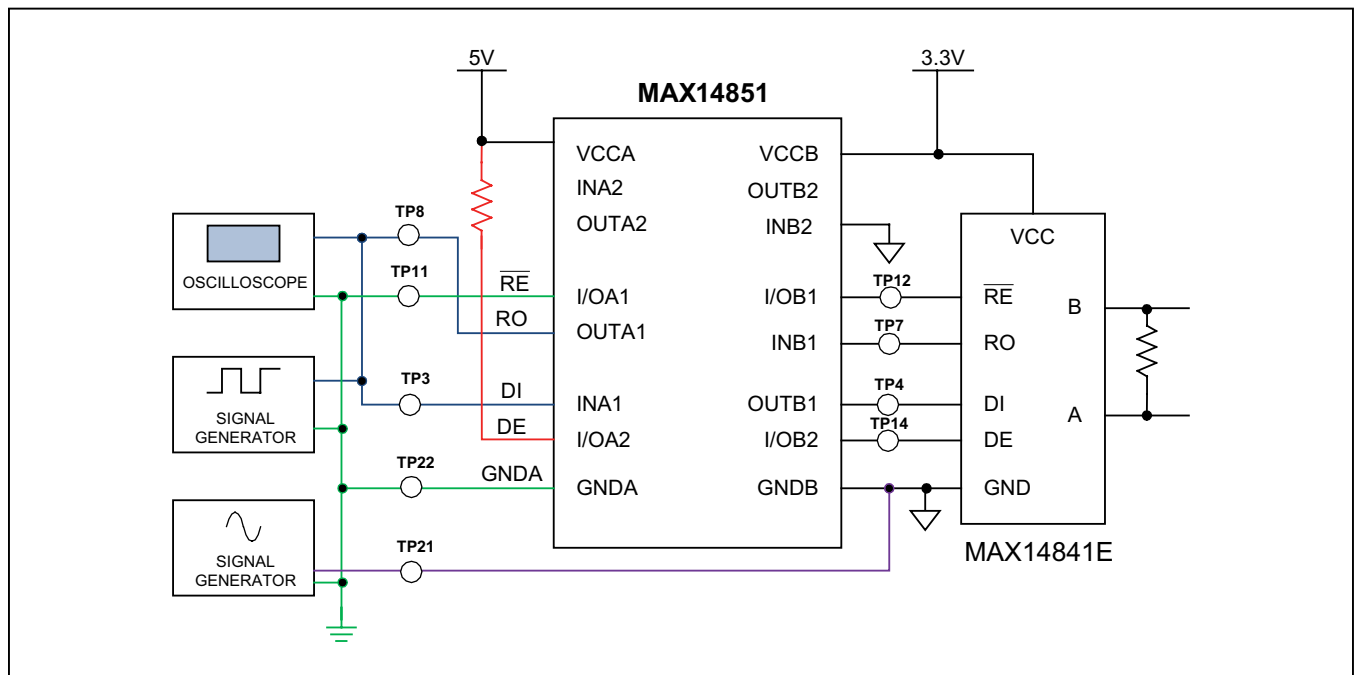 5V
3.3V
MAX14851
VCCA
VCCB
INA2
OUTB2
OUTA2
INB2
VCC
OSCILLOSCOPE
TP8
TP11
RE
I/OA1
I/OB1
TP12
RE
B
RO
OUTA1
INB1
TP7
RO
SIGNAL
GENERATOR
TP3
DI
INA1
OUTB1
TP4
DI
A
DE
I/OA2
I/OB2
TP14
DE
TP22
GNDA
GNDA
GNDB
GND
SIGNAL
GENERATOR
TP21
MAX14841E